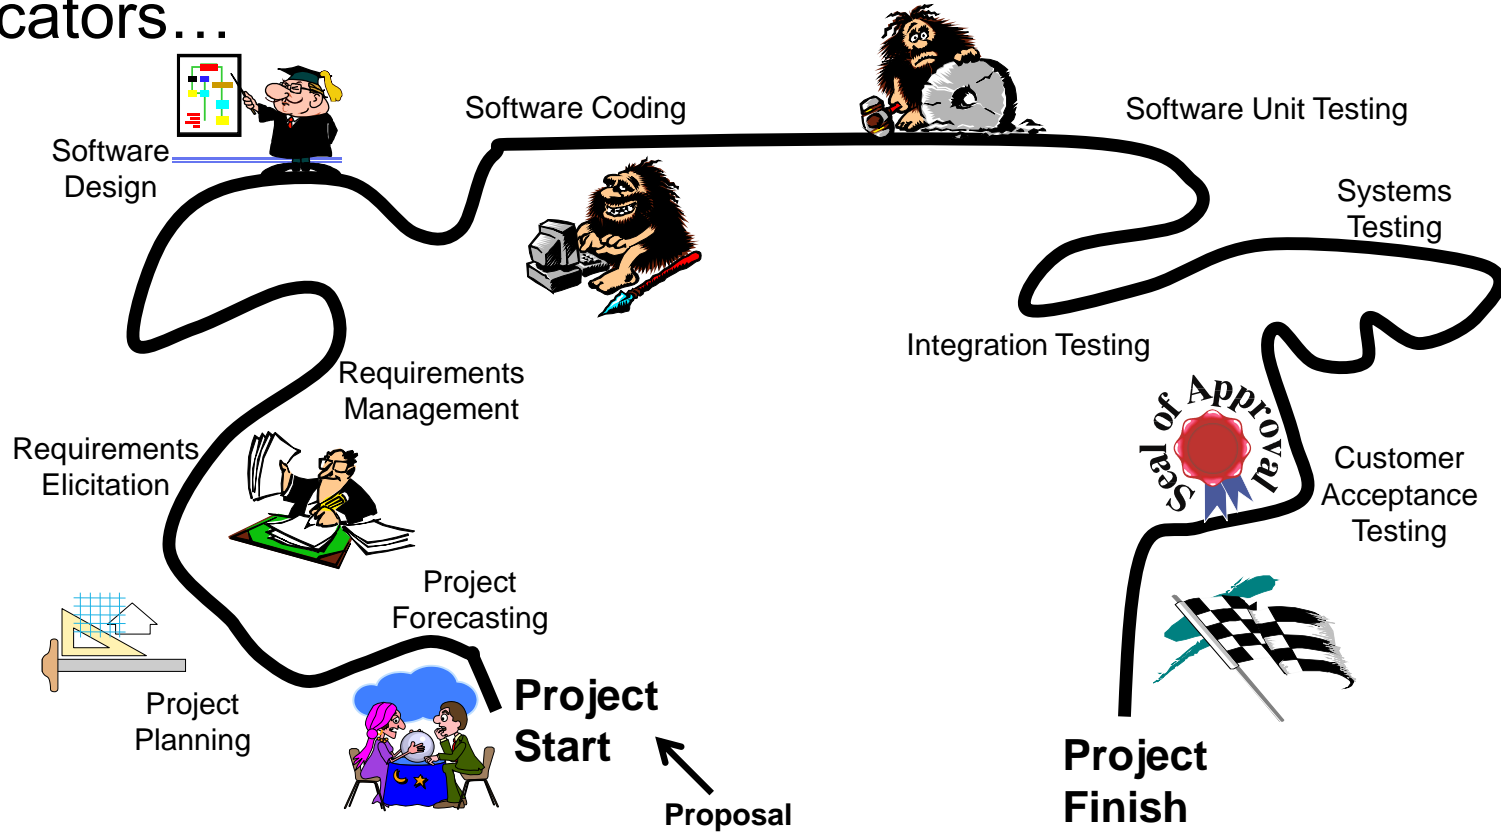 cators…
Software Coding
Software Unit Testing
Software
Design
Systems
Testing
Integration Testing
Requirements
Management
Seal of Approval
Requirements
Elicitation
Customer
Acceptance
Testing
Project
Forecasting
Project
Planning
Project
Start
Proposal
Project
Finish